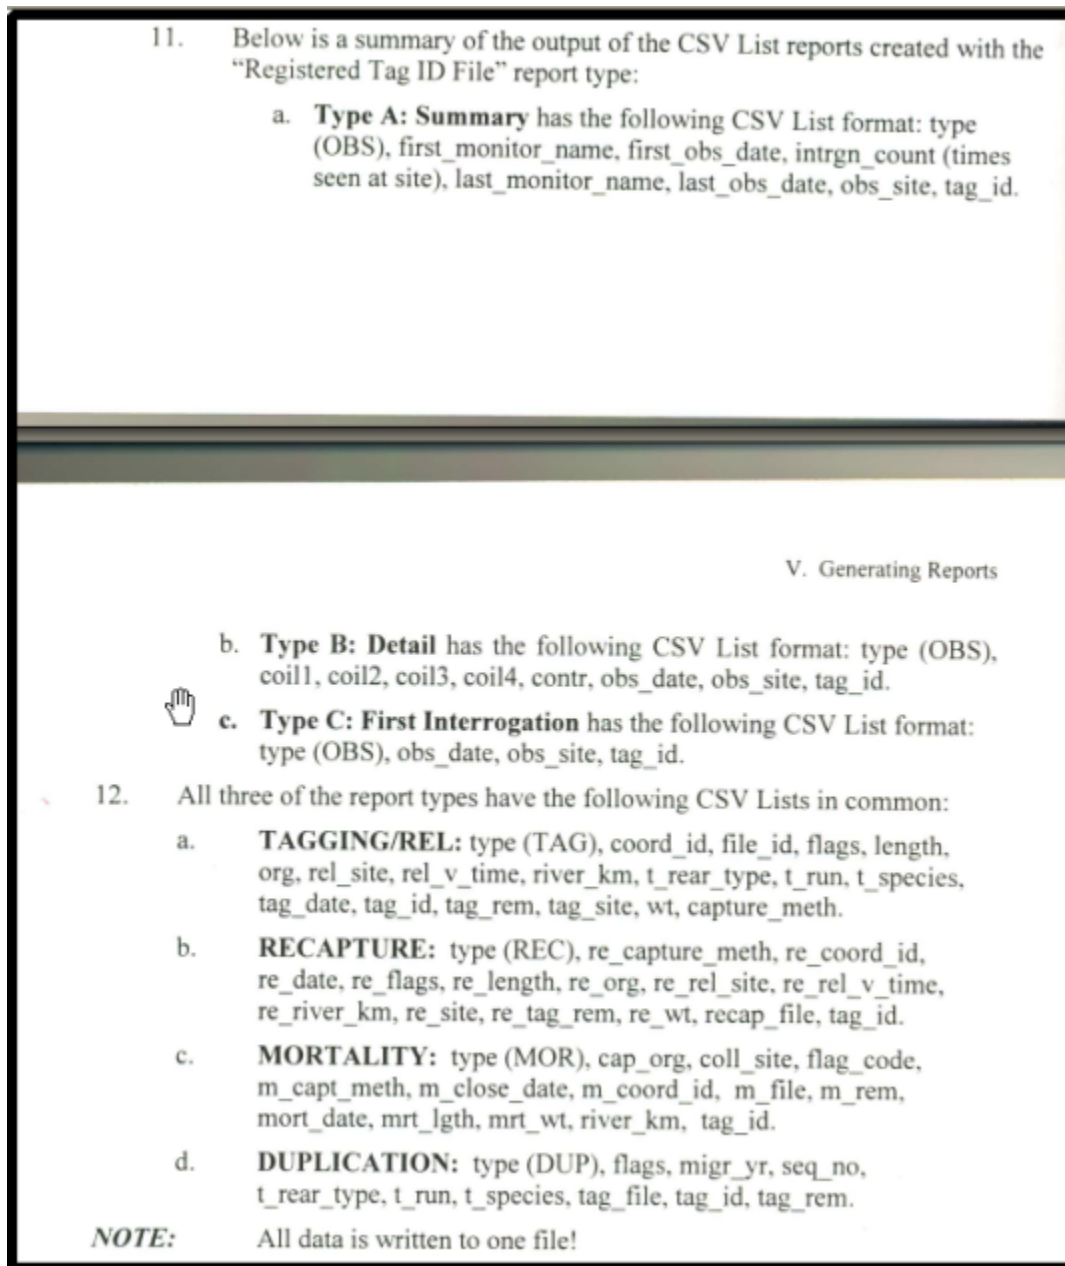 11. Below is a summary of the output of the CSV List reports created with the
“Registered Tag ID File” report type:
a. Type A: Summary has the following CSV List format: type
(OBS), first_monitor_name, first_obs_date, intrgn_count (times
seen at site), last_monitor_name, last_obs_date, obs_site, tag_id.
V. Generating Reports
b. Type B: Detail has the following CSV List format: type (OBS),
coil1, coil2, coil3, coil4, contr, obs_date, obs_site, tag_id.
c. Type C: First Interrogation has the following CSV List format:
type (OBS), obs_date, obs_site, tag_id.
12. All three of the report types have the following CSV Lists in common:
a. TAGGING/REL: type (TAG), coord_id, file_id, flags, length,
org, rel_site, rel_v_time, river_km, t_rear_type, t_run, t_species,
tag_date, tag_id, tag_rem, tag_site, wt, capture_meth.
b. RECAPTURE: type (REC), re_capture_meth, re_coord_id,
re_date, re_flags, re_length, re_org, re_rel_site, re_rel_v_time,
re_river_km, re_site, re_tag_rem, re_wt, recap_file, tag_id.
c. MORTALITY: type (MOR), cap_org, coll_site, flag_code,
m_capt_meth, m_close_date, m_coord_id, m_file, m_rem,
mort_date, mrt_lgth, mrt_wt, river_km, tag_id.
d. DUPLICATION: type (DUP), flags, migr_yr, seq_no,
t_rear_type, t_run, t_species, tag_file, tag_id, tag_rem.
NOTE: All data is written to one file!